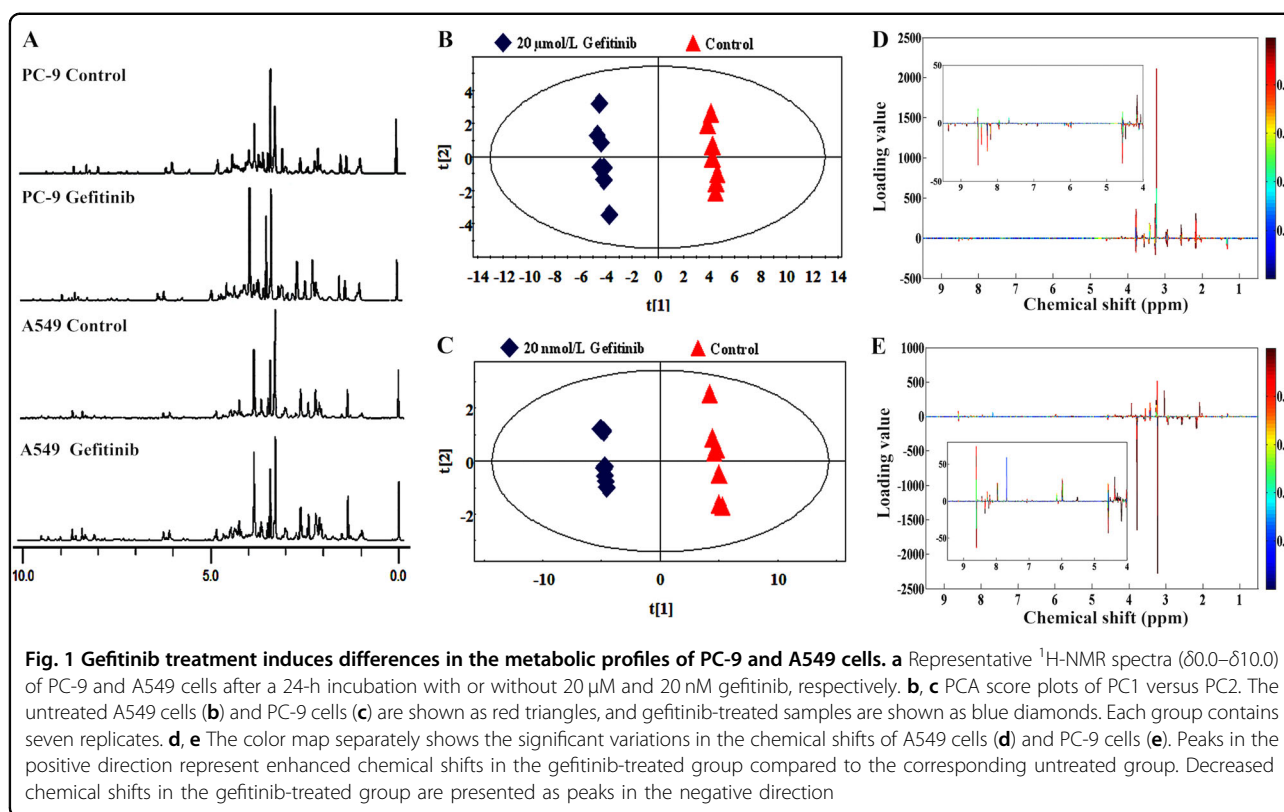 A
PC-9 Control
PC-9 Gefitinib
A549 Control
A549 Gefitinib
10.0 5.0 0.0
B
20 μmol/L Gefitinib Control
4
2
0
-2
-4
t[2]
-14 -12 -10 -8 -6 -4 -2 0 2 4 6 8 10 12 14
t[1]
C
20 nmol/L Gefitinib Control
2
0
-2
t[2]
-10 0 10
t[1]
D
2500
2000
1500
1000
500
0
-500
Loading value
50
0
-50
9 8 7 6 5 4
9 8 7 6 5 4 3 2 1
Chemical shift (ppm)
E
1000
500
0
-500
-1000
-1500
-2000
-2500
Loading value
50
0
-50
9 8 7 6 5 4
9 8 7 6 5 4 3 2 1
Chemical shift (ppm)
Fig. 1 Gefitinib treatment induces differences in the metabolic profiles of PC-9 and A549 cells. a Representative ¹H-NMR spectra (δ0.0–δ10.0)
of PC-9 and A549 cells after a 24-h incubation with or without 20 μM and 20 nM gefitinib, respectively. b, c PCA score plots of PC1 versus PC2. The
untreated A549 cells (b) and PC-9 cells (c) are shown as red triangles, and gefitinib-treated samples are shown as blue diamonds. Each group contains
seven replicates. d, e The color map separately shows the significant variations in the chemical shifts of A549 cells (d) and PC-9 cells (e). Peaks in the
positive direction represent enhanced chemical shifts in the gefitinib-treated group compared to the corresponding untreated group. Decreased
chemical shifts in the gefitinib-treated group are presented as peaks in the negative direction